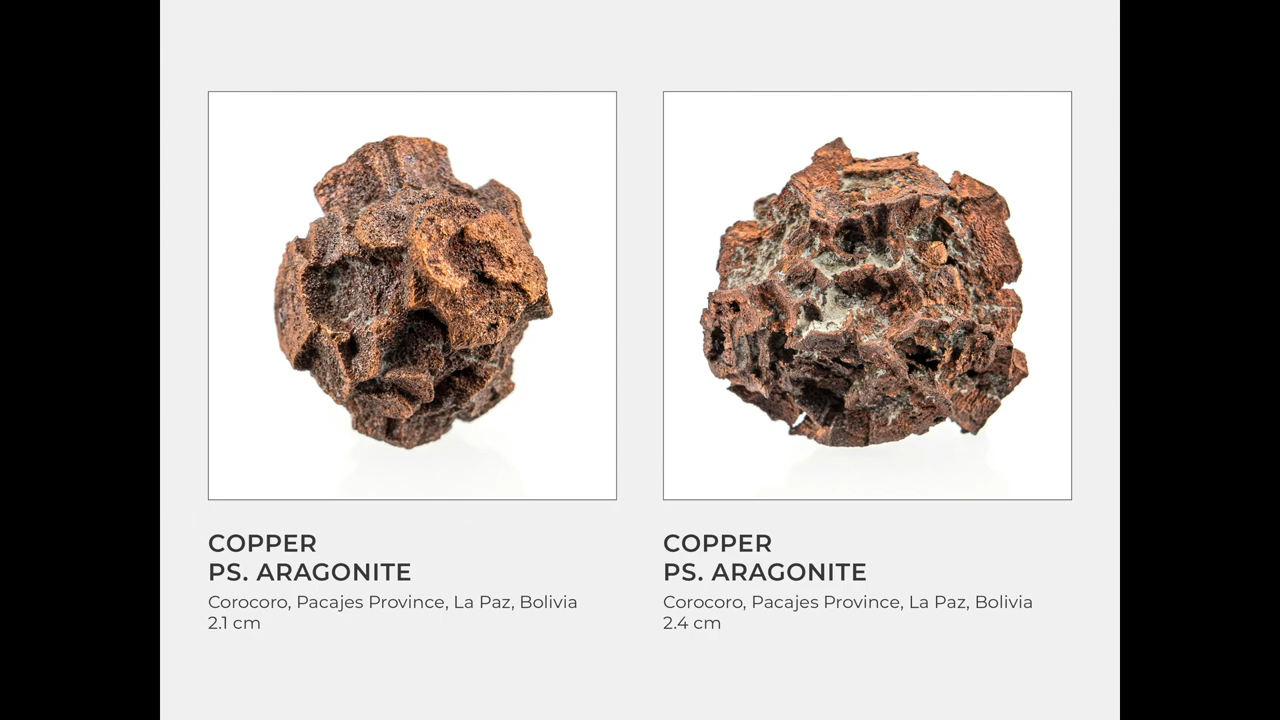 COPPER
PS. ARAGONITE
Corocoro, Pacajes Province, La Paz, Bolivia
2.1 cm
COPPER
PS. ARAGONITE
Corocoro, Pacajes Province, La Paz, Bolivia
2.4 cm